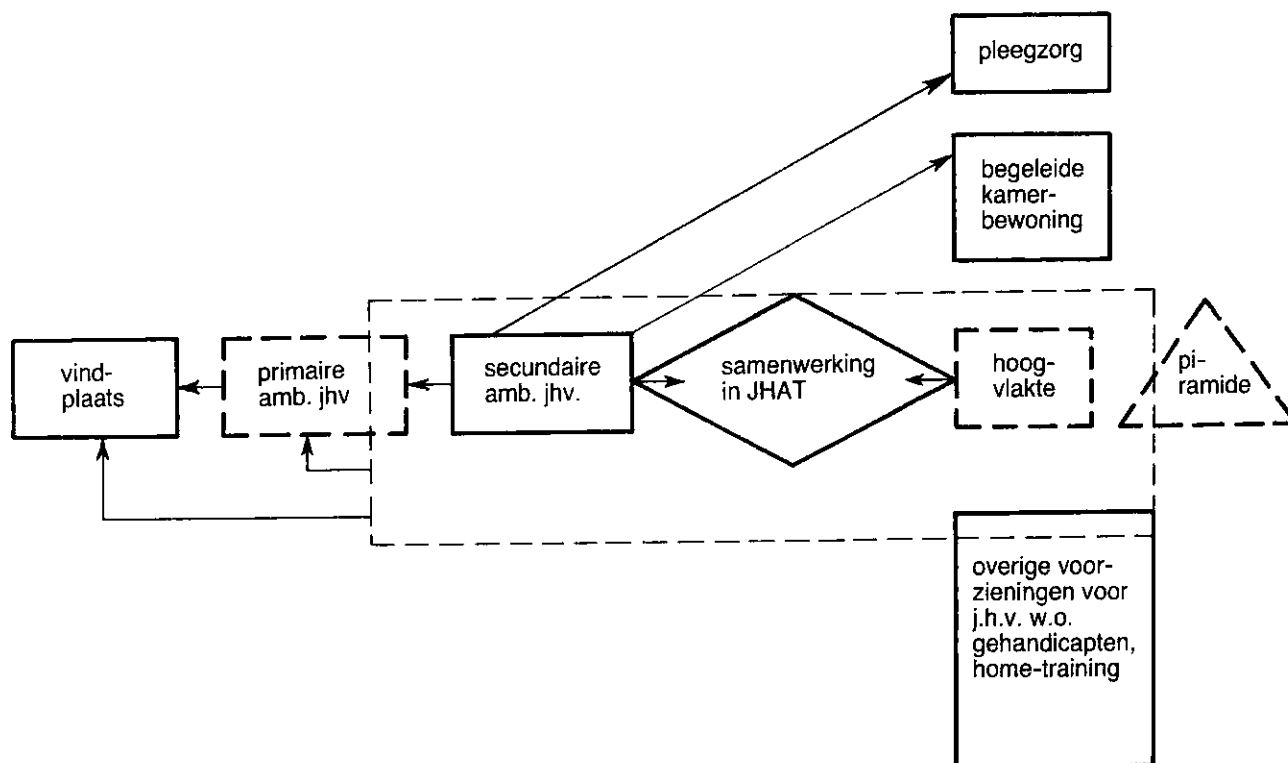 pleegzorg
begeleide
kamer-
bewoning
vind-
plaats
primaire
amb. jhv
secundaire
amb. jhv.
samenwerking
in JHAT
hoog-
vlakte
pi-
ramide
overige voor-
zieningen voor
j.h.v. w.o.
gehandicapten,
home-training